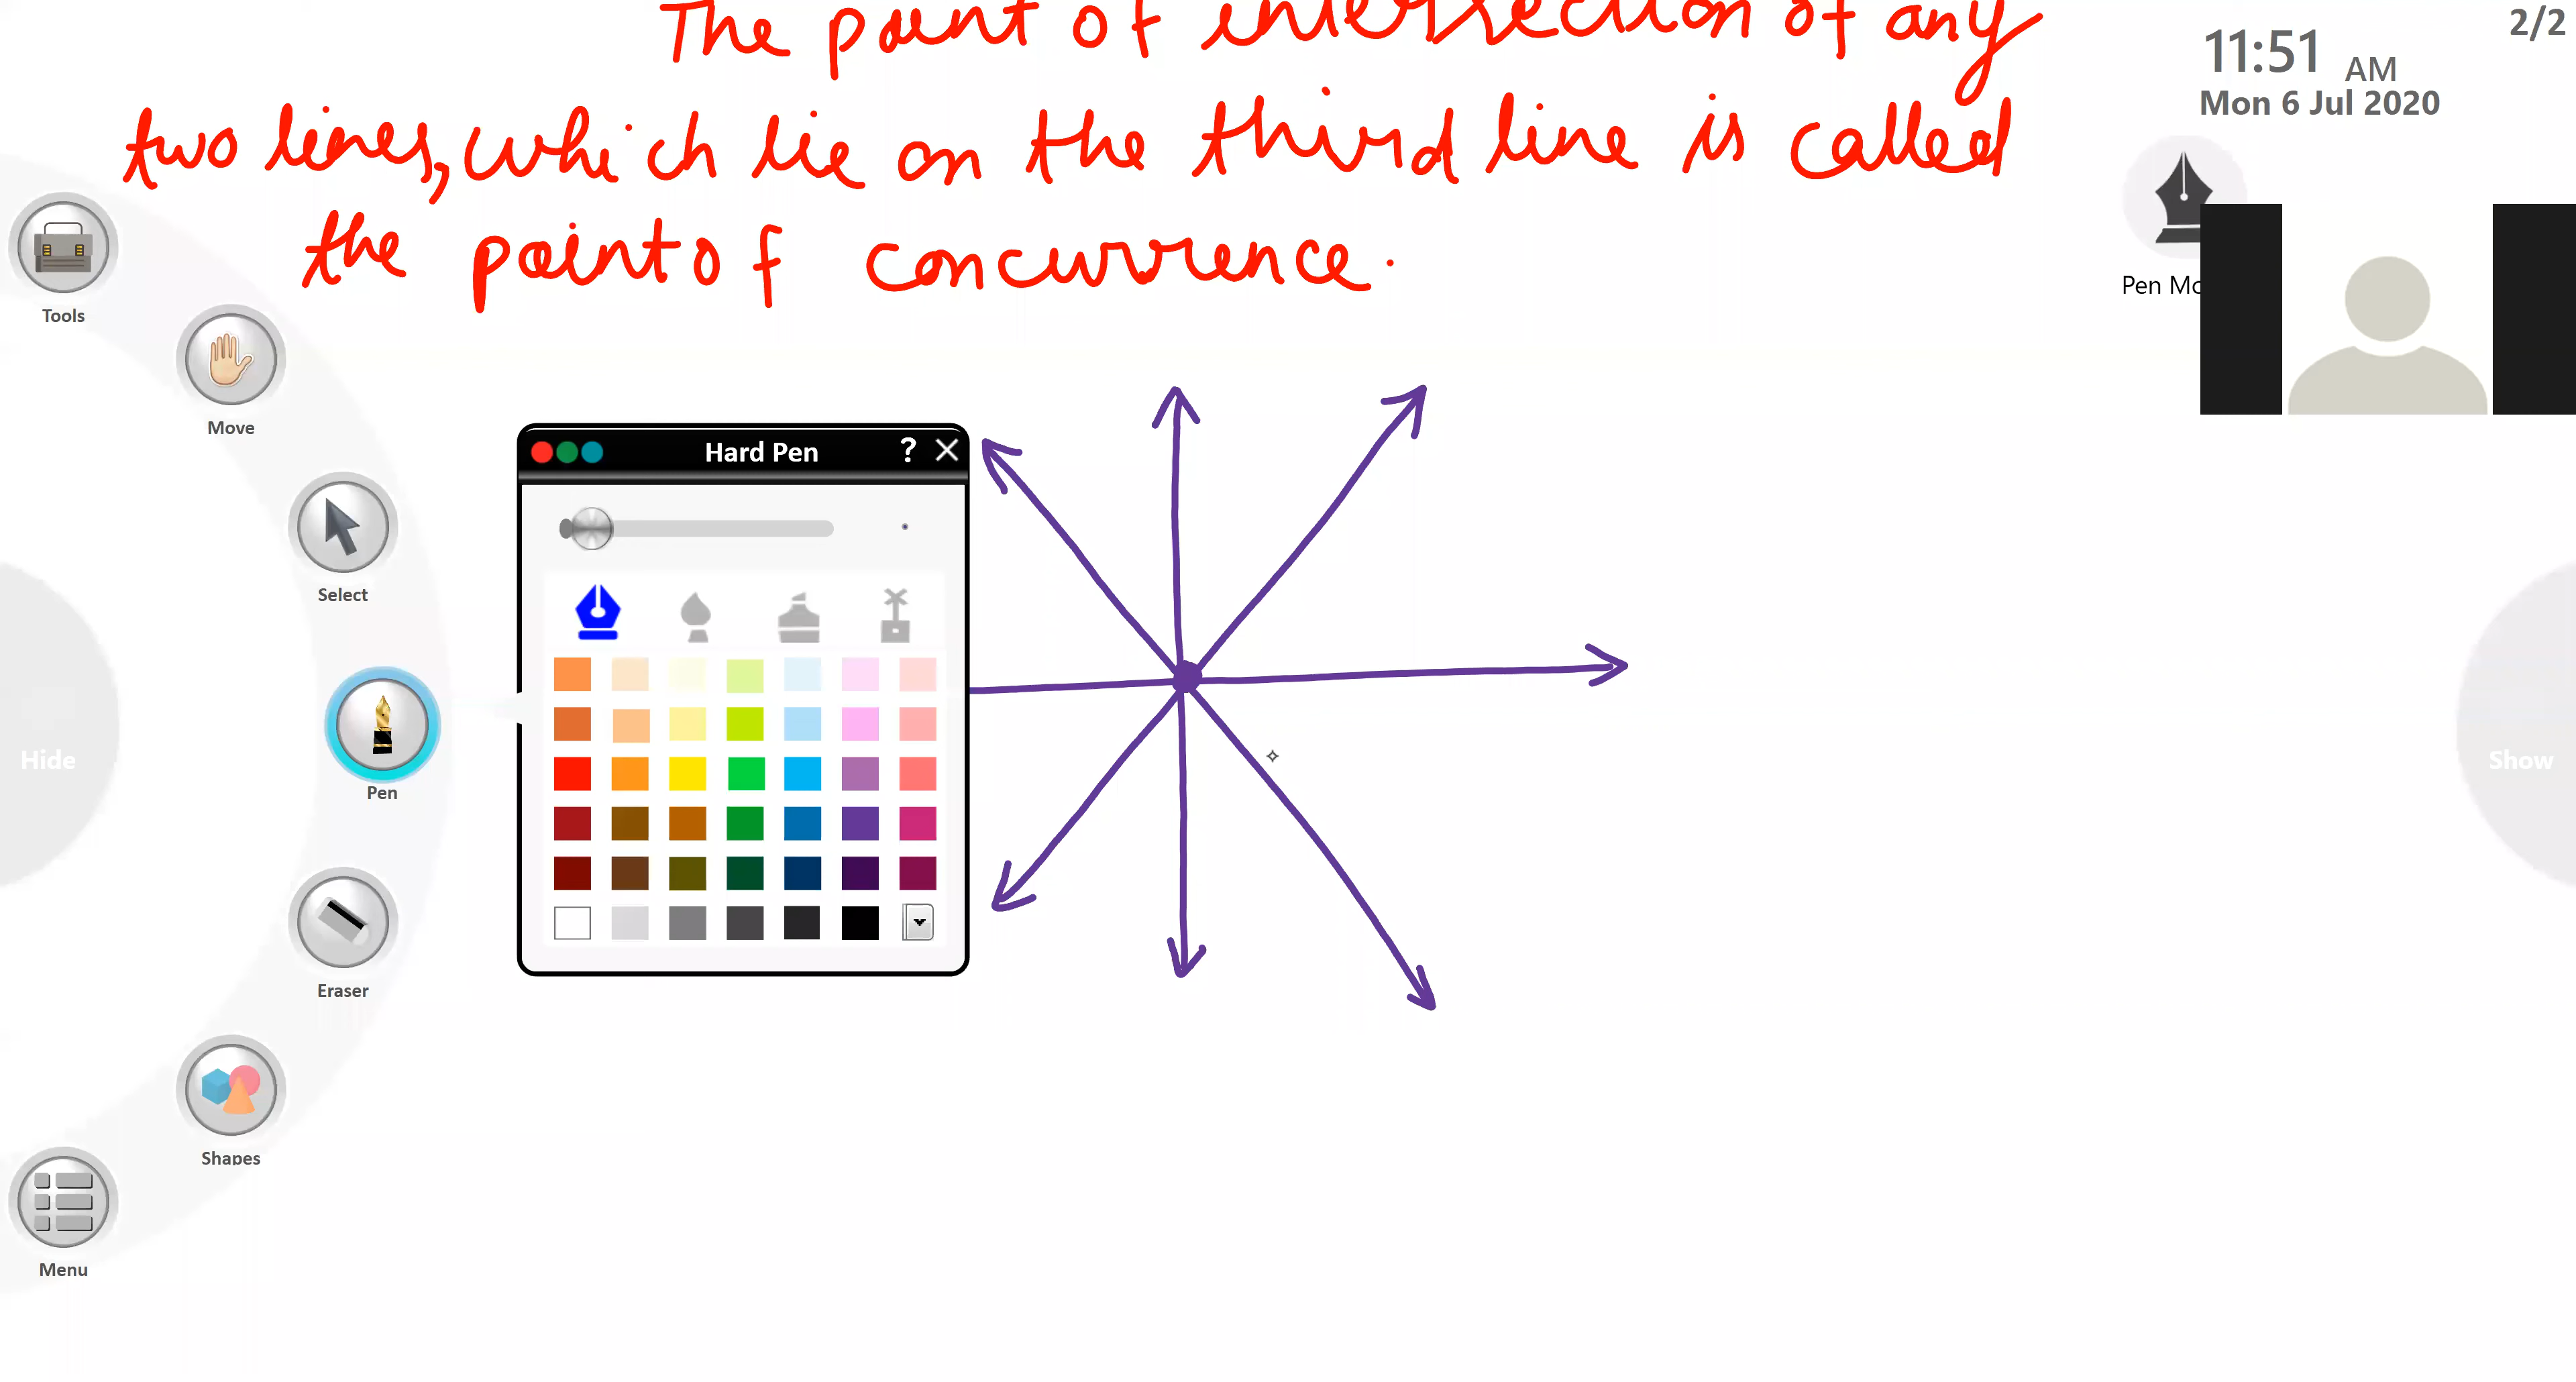 The point of intersection of any
two lines, which lie on the third line is called
the point of concurrence.
2/2
11:51 AM
Mon 6 Jul 2020
Pen Mo
Tools
Move
Select
Pen
Eraser
Shapes
Menu
Hide
Show
Hard Pen ?